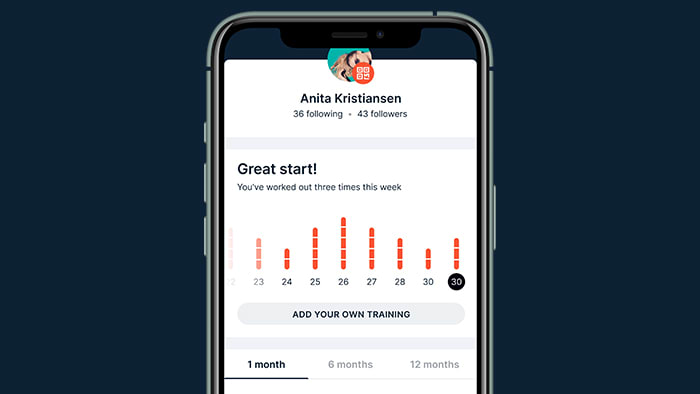 Anita Kristiansen
36 following • 43 followers
Great start!
You've worked out three times this week
22 23 24 25 26 27 28 30 30
ADD YOUR OWN TRAINING
1 month 6 months 12 months